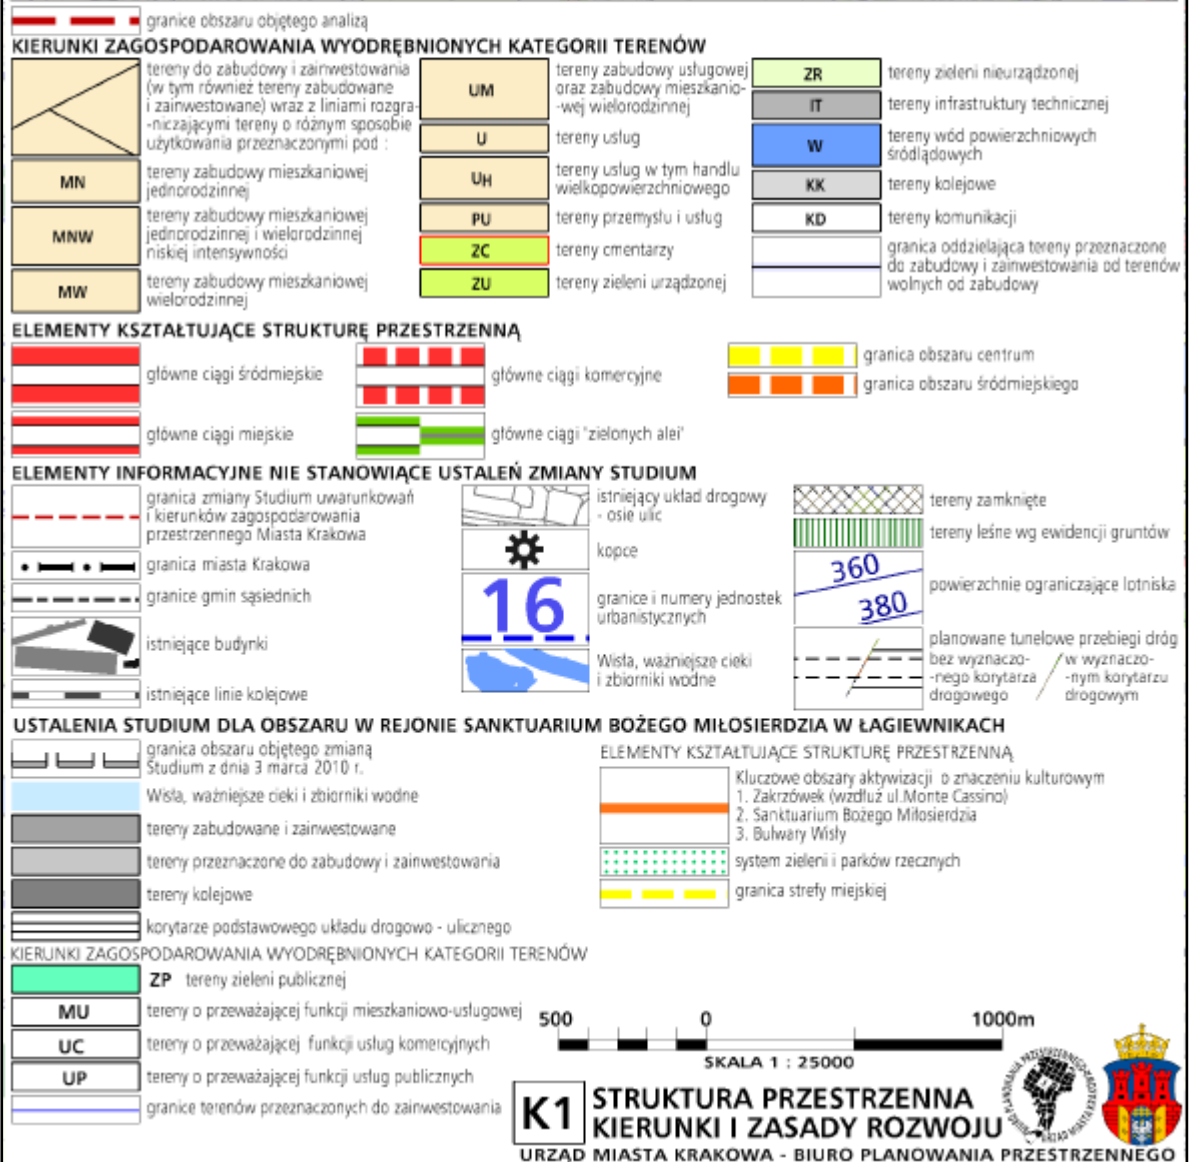 granice obszaru objętego analizą
KIERUNKI ZAGOSPODAROWANIA WYODRĘBNIONYCH KATEGORII TERENÓW
tereny do zabudowy i zainwestowania
(w tym również tereny zabudowane
i zainwestowane) wraz z liniami rozgra-
-niczającymi tereny o różnym sposobie
użytkowania przeznaczonymi pod :
MN
tereny zabudowy mieszkaniowej
jednorodzinnej
MNW
tereny zabudowy mieszkaniowej
jednorodzinnej i wielorodzinnej
niskiej intensywności
MW
tereny zabudowy mieszkaniowej
wielorodzinnej
UM
tereny zabudowy usługowej
oraz zabudowy mieszkanio-
-wej wielorodzinnej
U
tereny usług
UH
tereny usług w tym handlu
wielkopowierzchniowego
PU
tereny przemysłu i usług
ZC
tereny cmentarzy
ZU
tereny zieleni urządzonej
ZR
tereny zieleni nieurządzonej
IT
tereny infrastruktury technicznej
W
tereny wód powierzchniowych
śródlądowych
KK
tereny kolejowe
KD
tereny komunikacji
granica oddzielająca tereny przeznaczone
do zabudowy i zainwestowania od terenów
wolnych od zabudowy
ELEMENTY KSZTAŁTUJĄCE STRUKTURĘ PRZESTRZENNĄ
główne ciągi śródmiejskie
główne ciągi miejskie
główne ciągi komercyjne
główne ciągi "zielonych alei"
granica obszaru centrum
granica obszaru śródmiejskiego
ELEMENTY INFORMACYJNE NIE STANOWIĄCE USTALEŃ ZMIANY STUDIUM
granica zmiany Studium uwarunkowań
i kierunków zagospodarowania
przestrzennego Miasta Krakowa
granica miasta Krakowa
granice gmin sąsiednich
istniejące budynki
istniejące linie kolejowe
istniejący układ drogowy
- osie ulic
kopce
16
granice i numery jednostek
urbanistycznych
Wisła, ważniejsze cieki
i zbiorniki wodne
tereny zamknięte
tereny leśne wg ewidencji gruntów
360
380
powierzchnie ograniczające lotniska
planowane tunelowe przebiegi dróg
bez wyznaczo-
-nego korytarza
drogowego
w wyznaczo-
-nym korytarzu
drogowym
USTALENIA STUDIUM DLA OBSZARU W REJONIE SANKTUARIUM BOŻEGO MIŁOSIERDZIA W ŁAGIEWNIKACH
granica obszaru objętego zmianą
Studium z dnia 3 marca 2010 r.
Wisła, ważniejsze cieki i zbiorniki wodne
tereny zabudowane i zainwestowane
tereny przeznaczone do zabudowy i zainwestowania
tereny kolejowe
korytarze podstawowego układu drogowo - ulicznego
ELEMENTY KSZTAŁTUJĄCE STRUKTURĘ PRZESTRZENNĄ
Kluczowe obszary aktywizacji o znaczeniu kulturowym
1. Zakrzówek (wzdłuż ul.Monte Cassino)
2. Sanktuarium Bożego Miłosierdzia
3. Bulwary Wisły
system zieleni i parków rzecznych
granica strefy miejskiej
KIERUNKI ZAGOSPODAROWANIA WYODRĘBNIONYCH KATEGORII TERENÓW
ZP tereny zieleni publicznej
MU
tereny o przeważającej funkcji mieszkaniowo-usługowej
UC
tereny o przeważającej funkcji usług komercyjnych
UP
tereny o przeważającej funkcji usług publicznych
granice terenów przeznaczonych do zainwestowania
500 0 1000m
SKALA 1 : 25000
K1
STRUKTURA PRZESTRZENNA
KIERUNKI I ZASADY ROZWOJU
URZĄD MIASTA KRAKOWA - BIURO PLANOWANIA PRZESTRZENNEGO